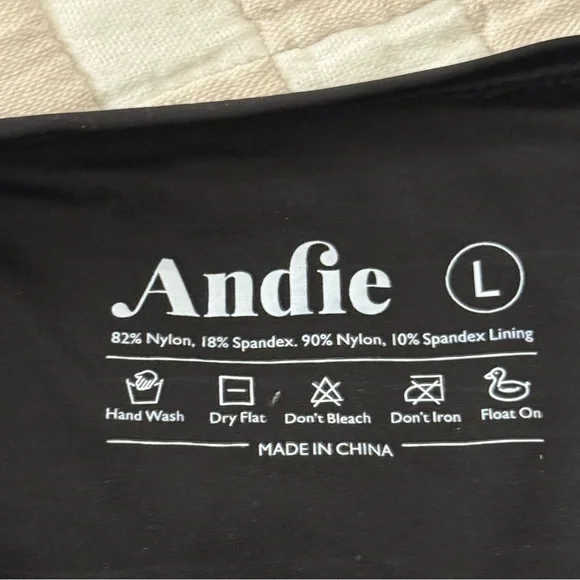 Andie L
82% Nylon, 18% Spandex. 90% Nylon, 10% Spandex Lining
Hand Wash Dry Flat Don't Bleach Don't Iron Float On
MADE IN CHINA